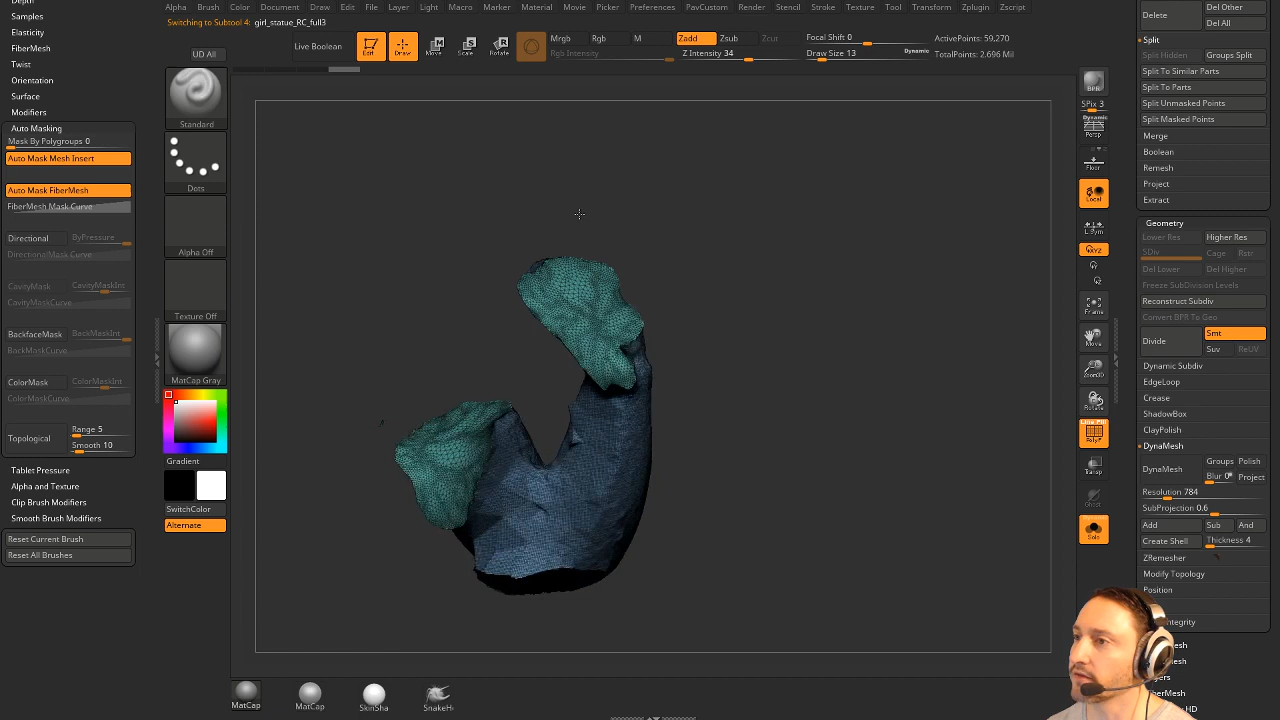 Alpha Brush Color Document Draw Edit File Layer Light Macro Marker Material Movie Picker Preferences PavCustom Render Stencil Stroke Texture Tool Transform Zplugin Zscript
Switching to Subtool 4: girl_statue_RC_full3
Samples
Elasticity
FiberMesh
Twist
Orientation
Surface
Modifiers
Auto Masking
Mask By Polygroups 0
Auto Mask Mesh Insert
Auto Mask FiberMesh
FiberMesh Mask Curve
Directional ByPressure
Directional Mask Curve
CavityMask CavityMaskInt
CavityMaskCurve
BackfaceMask BackMaskInt
BackMaskCurve
ColorMask ColorMaskInt
ColorMaskCurve
Topological Range 5
Smooth 10
Tablet Pressure
Alpha and Texture
Clip Brush Modifiers
Smooth Brush Modifiers
Reset Current Brush
Reset All Brushes
UD All
Standard
Dots
Alpha Off
Texture Off
MatCap Gray
Gradient
SwitchColor
Alternate
Live Boolean Edit Draw Move Scale Rotate
Mrgb Rgb M Zadd Zsub Zcut
Rgb Intensity Z Intensity 34
Focal Shift 0
Draw Size 13 Dynamic
ActivePoints: 59,270
TotalPoints: 2.696 Mil
BPR
SPix 3
Dynamic
Persp
Floor
Local
L.Sym
XYZ
Frame
Move
Zoom3D
Rotate
Line Fill
PolyF
Transp
Ghost
Solo
Delete Del Other
Del All
Split
Split Hidden Groups Split
Split To Similar Parts
Split To Parts
Split Unmasked Points
Split Masked Points
Merge
Boolean
Remesh
Project
Extract
Geometry
Lower Res Higher Res
SDiv Cage Rstr
Del Lower Del Higher
Freeze SubDivision Levels
Reconstruct Subdiv
Convert BPR To Geo
Divide Smt
Suv ReUV
Dynamic Subdiv
EdgeLoop
Crease
ShadowBox
ClayPolish
DynaMesh
DynaMesh Groups Polish
Blur 0 Project
Resolution 784
SubProjection 0.6
Add Sub And
Create Shell Thickness 4
ZRemesher
Modify Topology
Position
MatCap MatCap SkinSha SnakeH